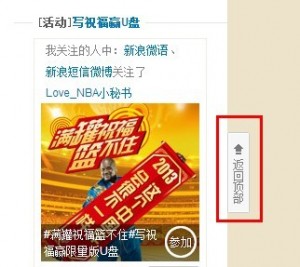 [活动]写祝福赢U盘
我关注的人中：新浪微语、
新浪短信微博关注了
Love_NBA小秘书
满罐祝福
篮不住
2013
#满罐祝福篮不住#写祝
福赢限量版U盘
参加
返回顶部